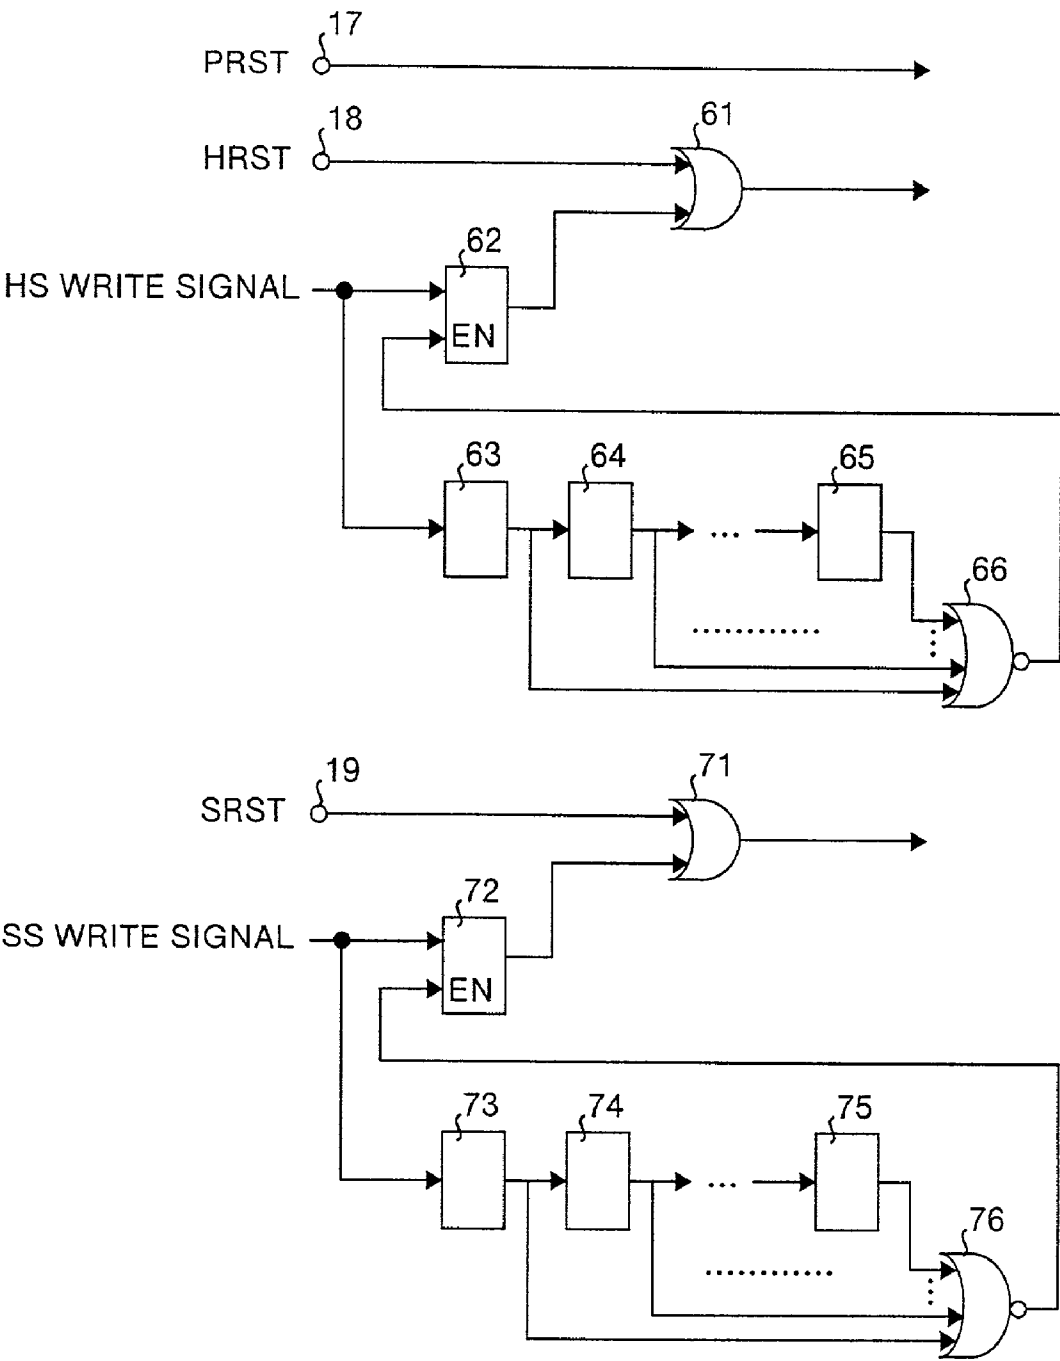 17
PRST
18
HRST
61
62
HS WRITE SIGNAL
EN
63
64
65
...
66
19
SRST
71
72
SS WRITE SIGNAL
EN
73
74
75
...
76